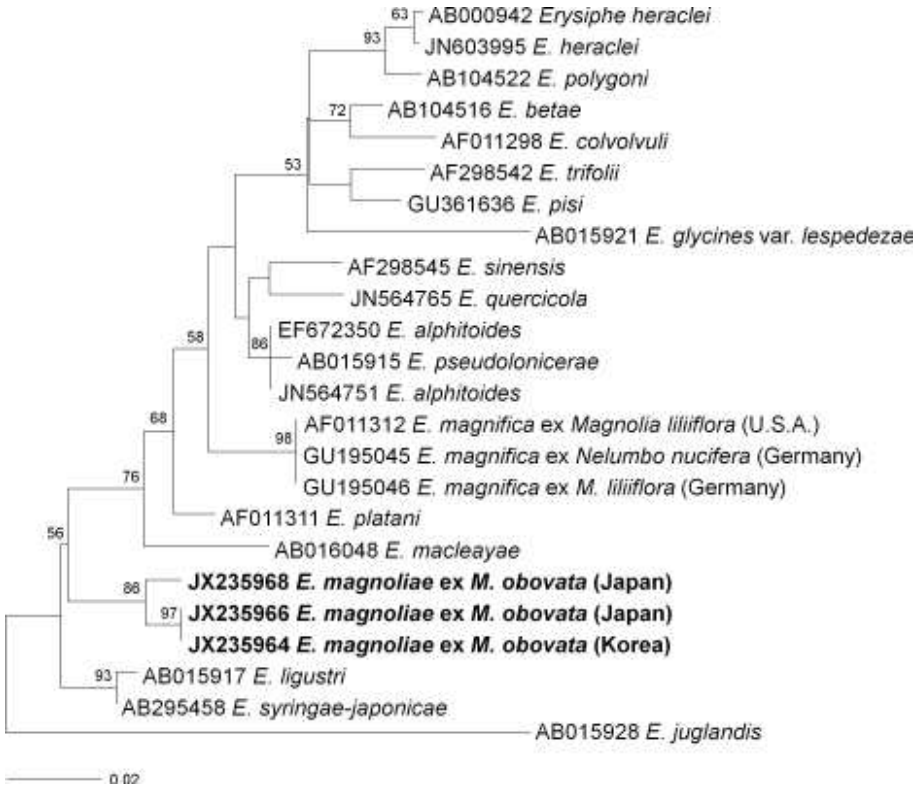 63
AB000942 Erysiphe heraclei
93
JN603995 E. heraclei
AB104522 E. polygoni
72
AB104516 E. betae
AF011298 E. colvolvuli
53
AF298542 E. trifolii
GU361636 E. pisi
AB015921 E. glycines var. lespedezae
AF298545 E. sinensis
JN564765 E. quercicola
58
EF672350 E. alphitoides
86
AB015915 E. pseudolonicerae
JN564751 E. alphitoides
68
AF011312 E. magnifica ex Magnolia liliiflora (U.S.A.)
98
GU195045 E. magnifica ex Nelumbo nucifera (Germany)
76
GU195046 E. magnifica ex M. liliiflora (Germany)
AF011311 E. platani
56
AB016048 E. macleayae
86
JX235968 E. magnoliae ex M. obovata (Japan)
97
JX235966 E. magnoliae ex M. obovata (Japan)
JX235964 E. magnoliae ex M. obovata (Korea)
93
AB015917 E. ligustri
AB295458 E. syringae-japonicae
AB015928 E. juglandis
0.02